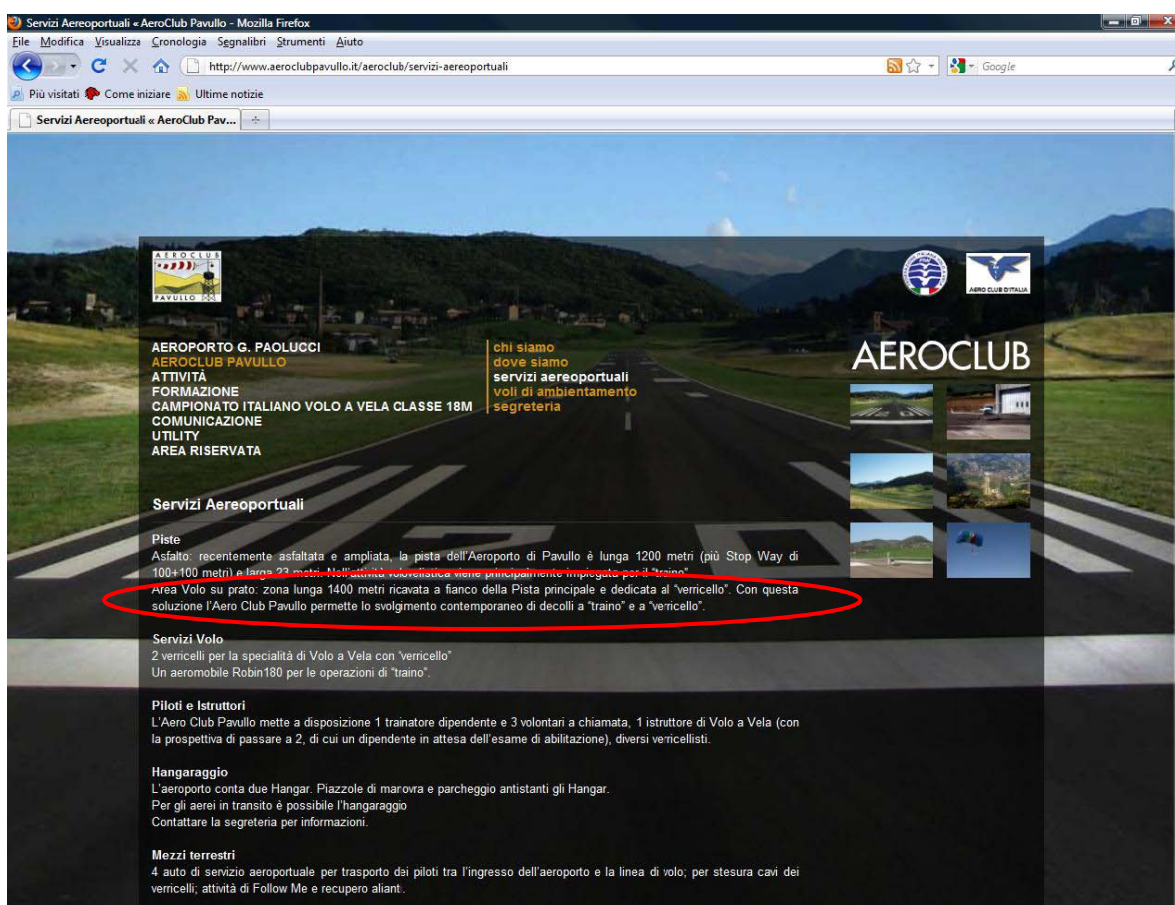 Servizi Aereoportuali « AeroClub Pavullo - Mozilla Firefox
File Modifica Visualizza Cronologia Segnalibri Strumenti Aiuto
http://www.aeroclubpavullo.it/aeroclub/servizi-aereoportuali
Google
Più visitati Come iniziare Ultime notizie
Servizi Aereoportuali « AeroClub Pav...
AEROCLUB
PAVULLO
AERO CLUB D'ITALIA
AEROPORTO G. PAOLUCCI
AEROCLUB PAVULLO
ATTIVITÀ
FORMAZIONE
CAMPIONATO ITALIANO VOLO A VELA CLASSE 18M
COMUNICAZIONE
UTILITY
AREA RISERVATA
chi siamo
dove siamo
servizi aereoportuali
voli di ambientamento
segreteria
AEROCLUB
Servizi Aereoportuali
20
Piste
Asfalto: recentemente asfaltata e ampliata, la pista dell'Aeroporto di Pavullo è lunga 1200 metri (più Stop Way di
100+100 metri) e larga 23 metri. Nell'attività volovelistica viene principalmente impiegata per il "traino".
Area Volo su prato: zona lunga 1400 metri ricavata a fianco della Pista principale e dedicata al "verricello". Con questa
soluzione l'Aero Club Pavullo permette lo svolgimento contemporaneo di decolli a "traino" e a "verricello".
Servizi Volo
2 verricelli per la specialità di Volo a Vela con "verricello"
Un aeromobile Robin180 per le operazioni di "traino".
Piloti e Istruttori
L'Aero Club Pavullo mette a disposizione 1 trainatore dipendente e 3 volontari a chiamata, 1 istruttore di Volo a Vela (con
la prospettiva di passare a 2, di cui un dipendente in attesa dell'esame di abilitazione), diversi verricellisti.
Hangaraggio
L'aeroporto conta due Hangar. Piazzole di manovra e parcheggio antistanti gli Hangar.
Per gli aerei in transito è possibile l'hangaraggio
Contattare la segreteria per informazioni.
Mezzi terrestri
4 auto di servizio aeroportuale per trasporto dei piloti tra l'ingresso dell'aeroporto e la linea di volo; per stesura cavi dei
verricelli; attività di Follow Me e recupero alianti.